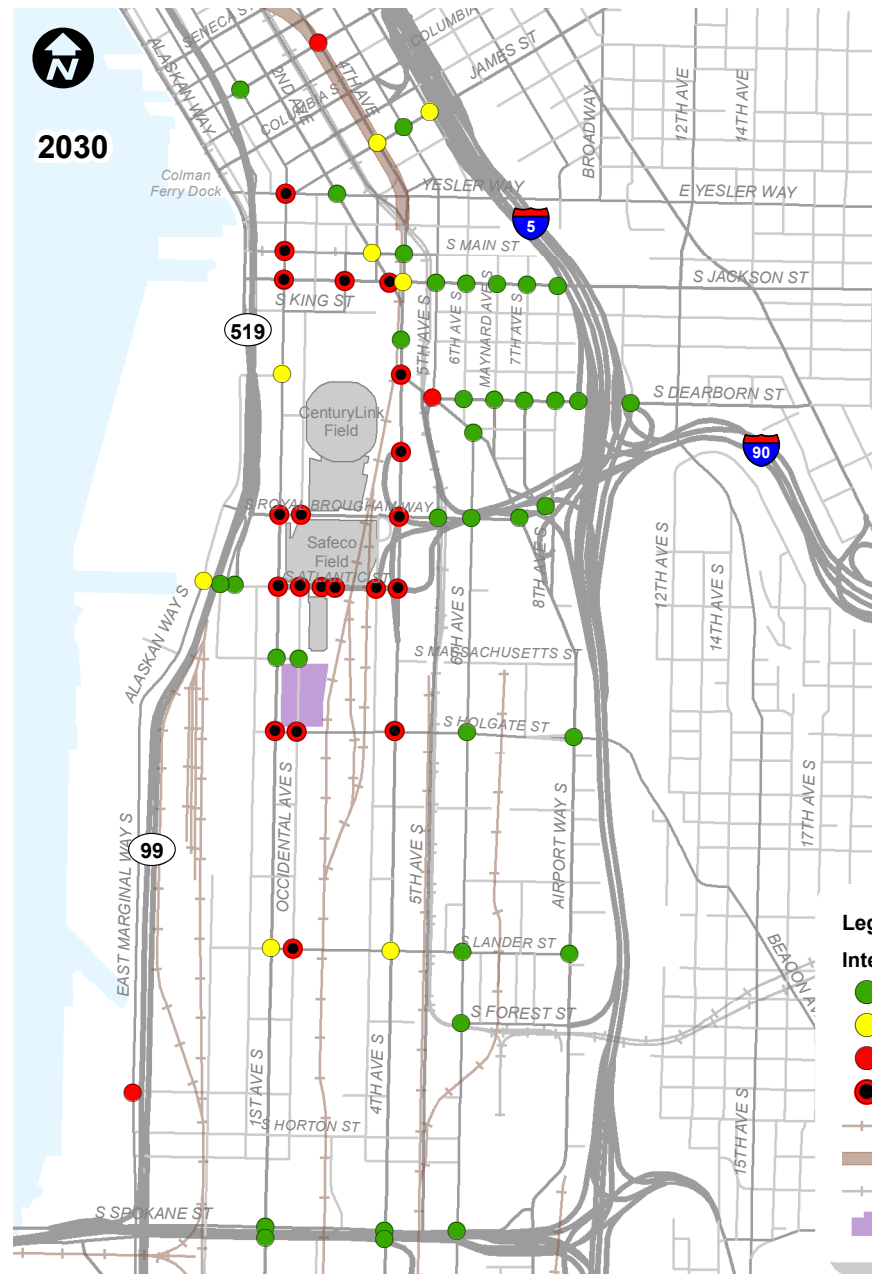 SENECA ST
COLUMBIA
JAMES ST
ALASKAN WAY
2ND AVE
4TH AVE
COLUMBIA S
N
2030
BROADWAY
12TH AVE
14TH AVE
Colman
Ferry Dock
YESLER WAY
E YESLER WAY
5
S MAIN ST
S JACKSON ST
S KING ST
519
5TH AVE S
6TH AVE S
MAYNARD AVE S
7TH AVE S
S DEARBORN ST
CenturyLink
Field
90
S ROYAL BROUGHAM WAY
Safeco
Field
S ATLANTIC ST
8TH AVE S
12TH AVE S
14TH AVE S
ALASKAN WAY S
6TH AVE S
S MASSACHUSETTS ST
S HOLGATE ST
OCCIDENTAL AVE S
AIRPORT WAY S
17TH AVE S
EAST MARGINAL WAY S
99
5TH AVE S
Leg
S LANDER ST
BEACON AV
Inte
S FOREST ST
1ST AVE S
4TH AVE S
S HORTON ST
15TH AVE S
S SPOKANE ST